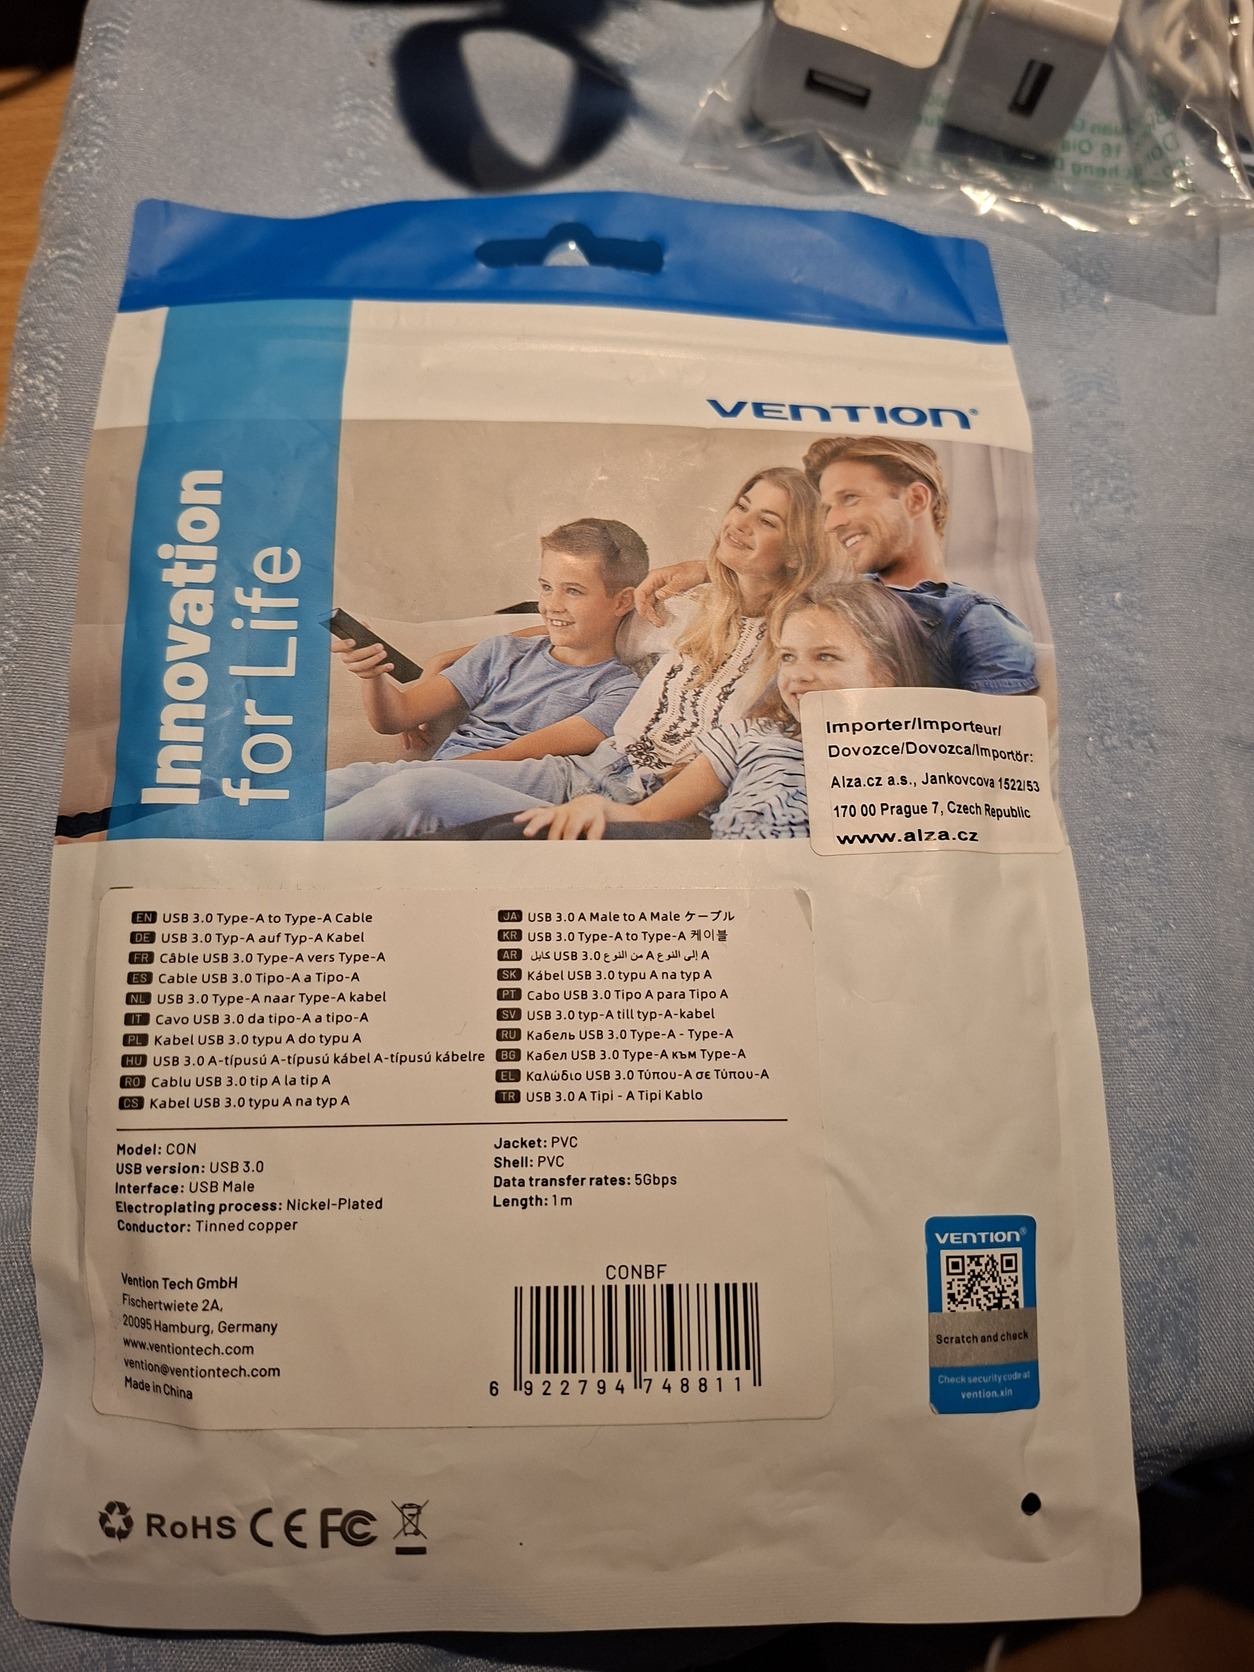 VENTION®
Innovation
for Life
Importer/Importeur/
Dovozce/Dovozca/Importőr:
Alza.cz a.s., Jankovcova 1522/53
170 00 Prague 7, Czech Republic
www.alza.cz
EN USB 3.0 Type-A to Type-A Cable
DE USB 3.0 Typ-A auf Typ-A Kabel
FR Câble USB 3.0 Type-A vers Type-A
ES Cable USB 3.0 Tipo-A a Tipo-A
NL USB 3.0 Type-A naar Type-A kabel
IT Cavo USB 3.0 da tipo-A a tipo-A
PL Kabel USB 3.0 typu A do typu A
HU USB 3.0 A-típusú A-típusú kábel A-típusú kábelre
RO Cablu USB 3.0 tip A la tip A
CS Kabel USB 3.0 typu A na typ A
JA USB 3.0 A Male to A Male ケーブル
KR USB 3.0 Type-A to Type-A 케이블
AR كابل USB 3.0 من النوع A إلى النوع A
SK Kábel USB 3.0 typu A na typ A
PT Cabo USB 3.0 Tipo A para Tipo A
SV USB 3.0 typ-A till typ-A-kabel
RU Кабель USB 3.0 Type-A - Type-A
BG Кабел USB 3.0 Type-A към Type-A
EL Καλώδιο USB 3.0 Τύπου-A σε Τύπου-A
TR USB 3.0 A Tipi - A Tipi Kablo
Model: CON
USB version: USB 3.0
Interface: USB Male
Electroplating process: Nickel-Plated
Conductor: Tinned copper
Jacket: PVC
Shell: PVC
Data transfer rates: 5Gbps
Length: 1m
Vention Tech GmbH
Fischertwiete 2A,
20095 Hamburg, Germany
www.ventiontech.com
vention@ventiontech.com
Made in China
CONBF
6 922794 748811
VENTION®
Scratch and check
Check security code at
vention.xin
RoHS CE FC